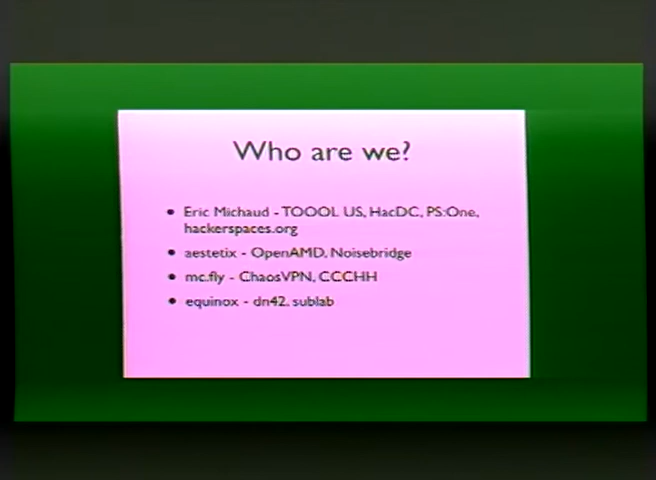 Who are we?
• Eric Michaud - TOOOL US, HacDC, PS:One,
hackerspaces.org
• aestetix - OpenAMD, Noisebridge
• mc.fly - ChaosVPN, CCCHH
• equinox - dn42, sublab